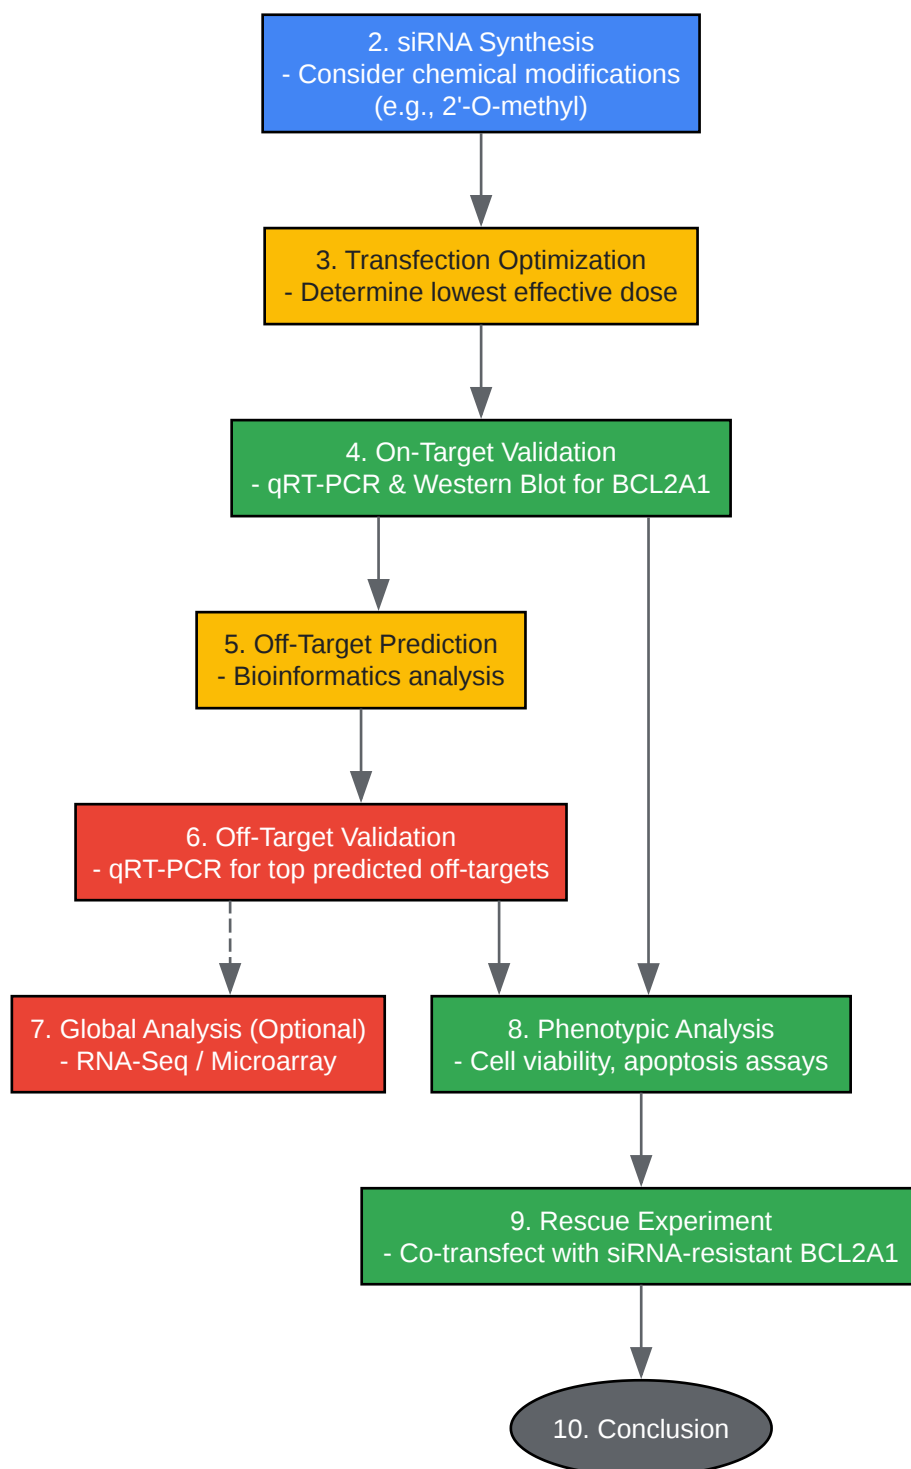 2. siRNA Synthesis
- Consider chemical modifications
(e.g., 2'-O-methyl)
3. Transfection Optimization
- Determine lowest effective dose
4. On-Target Validation
- qRT-PCR & Western Blot for BCL2A1
5. Off-Target Prediction
- Bioinformatics analysis
6. Off-Target Validation
- qRT-PCR for top predicted off-targets
7. Global Analysis (Optional)
- RNA-Seq / Microarray
8. Phenotypic Analysis
- Cell viability, apoptosis assays
9. Rescue Experiment
- Co-transfect with siRNA-resistant BCL2A1
10. Conclusion